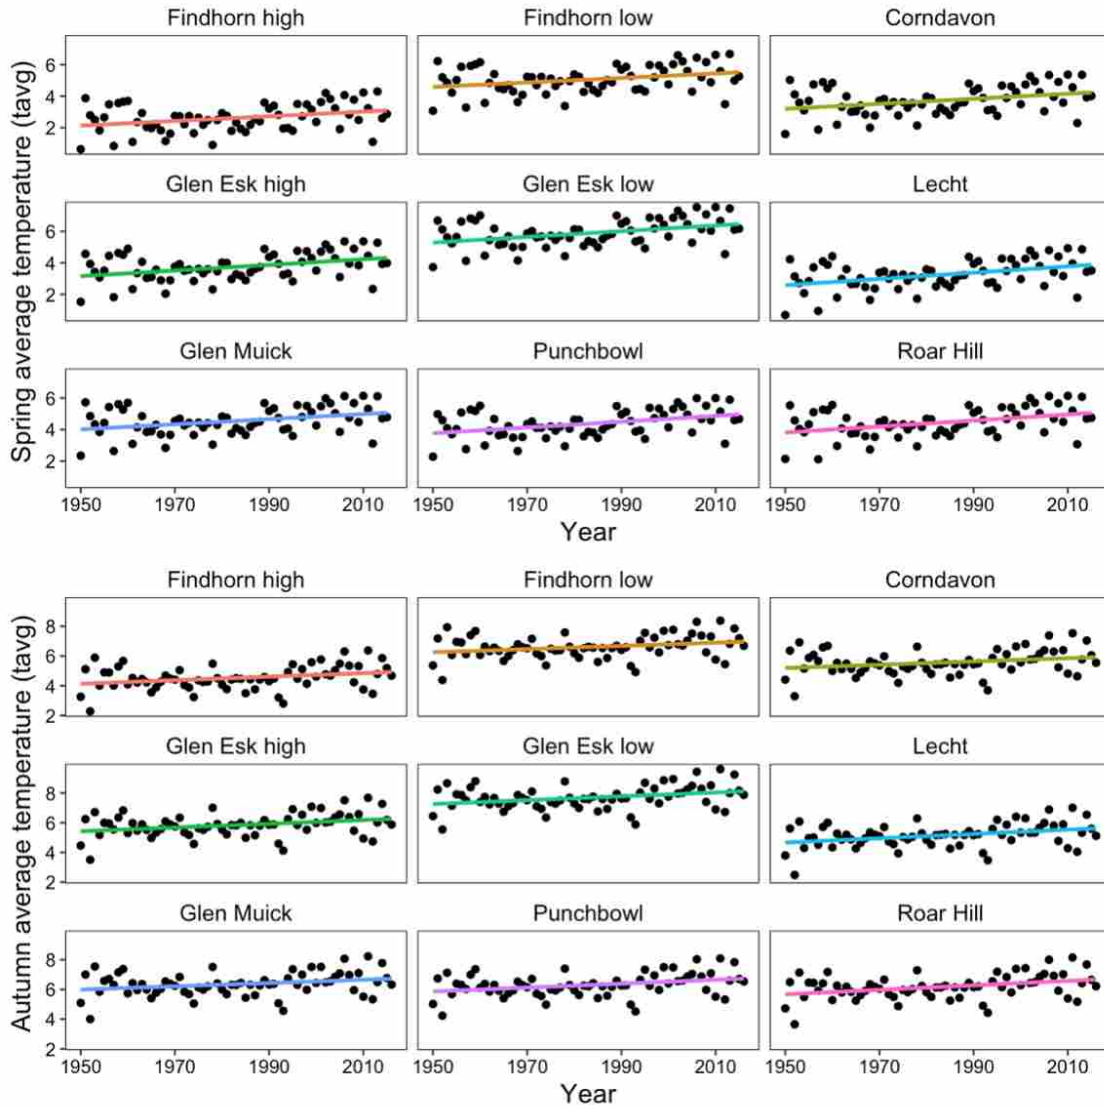 Findhorn high Findhorn low Corndavon
6
4
2
Glen Esk high Glen Esk low Lecht
6
4
2
Glen Muick Punchbowl Roar Hill
6
4
2
1950 1970 1990 2010 1950 1970 1990 2010 1950 1970 1990 2010
Spring average temperature (tavg)
Year
Findhorn high Findhorn low Corndavon
8
6
4
2
Glen Esk high Glen Esk low Lecht
8
6
4
2
Glen Muick Punchbowl Roar Hill
8
6
4
2
1950 1970 1990 2010 1950 1970 1990 2010 1950 1970 1990 2010
Autumn average temperature (tavg)
Year